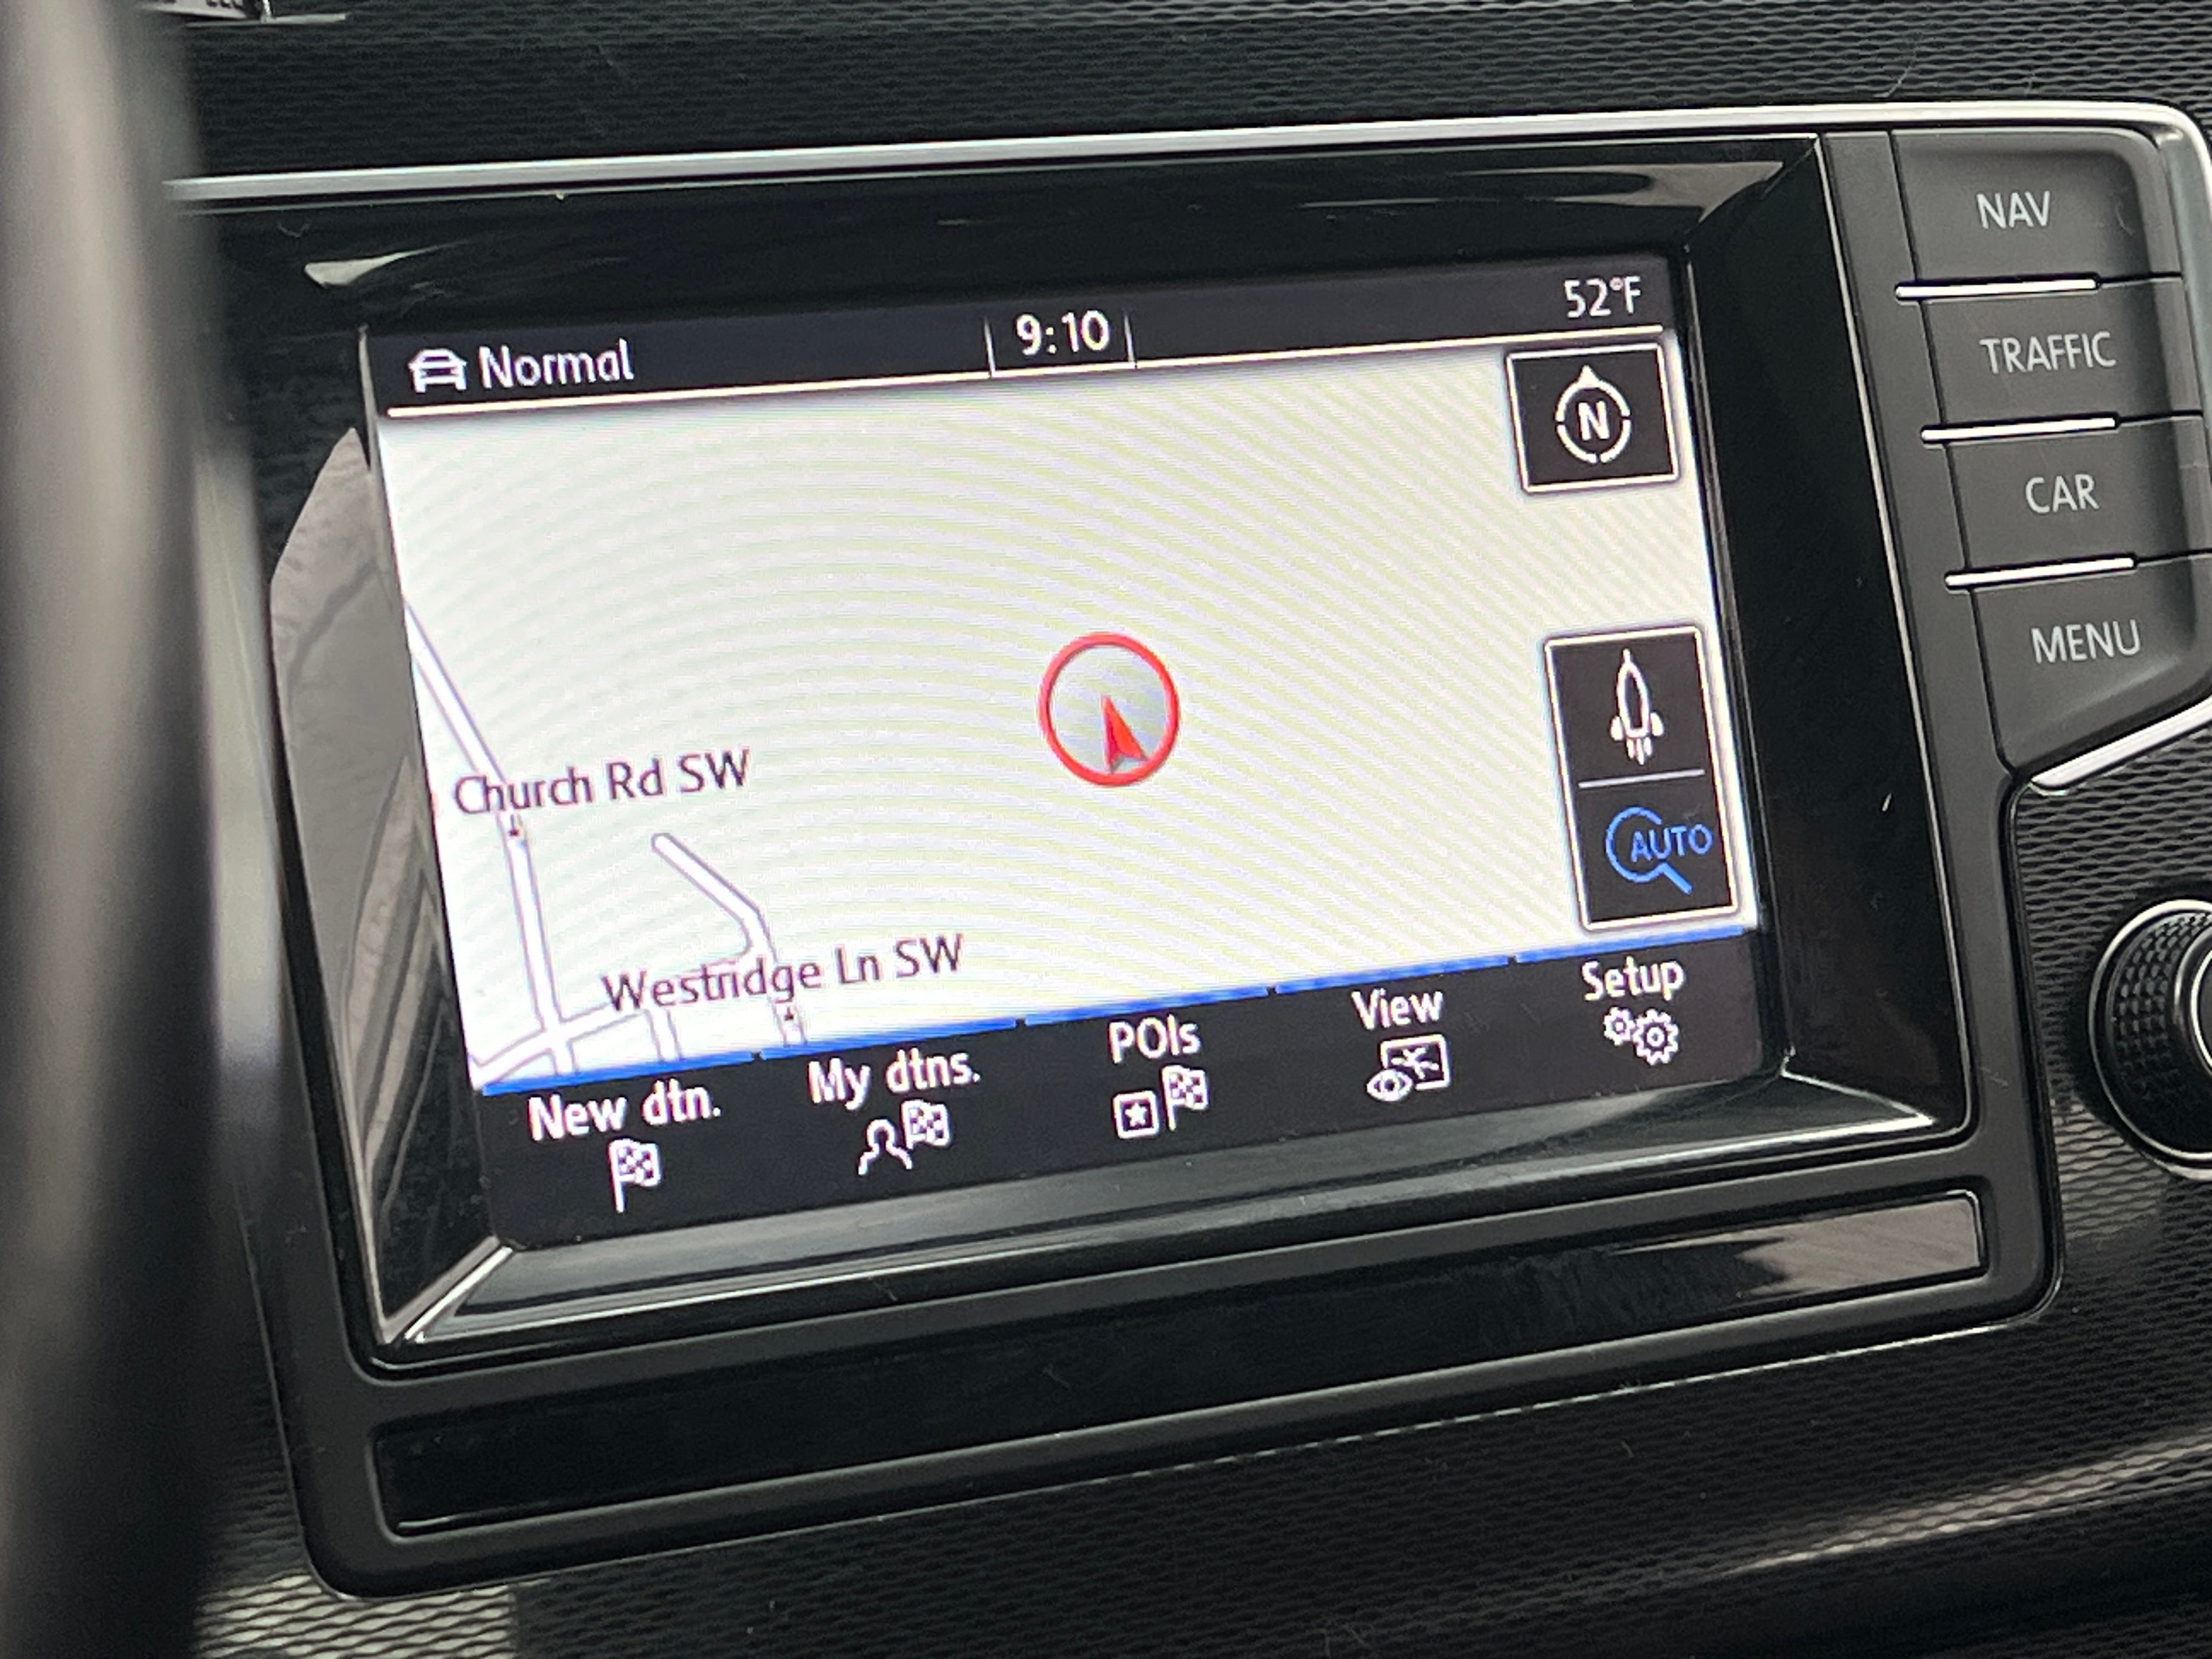 Normal
9:10
52°F
N
Church Rd SW
AUTO
Westridge Ln SW
New dtn.
My dtns.
POIs
View
Setup
NAV
TRAFFIC
CAR
MENU